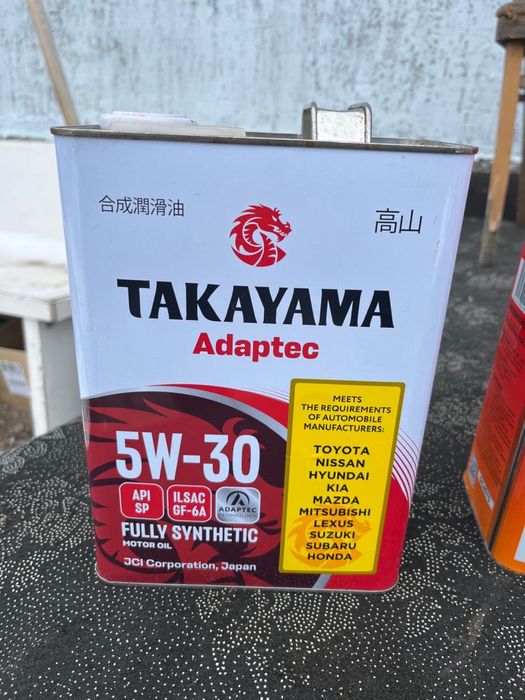 合成潤滑油
高山
TAKAYAMA
Adaptec
5W-30
API
SP
ILSAC
GF-6A
ADAPTEC
TECHNOLOGY
FULLY SYNTHETIC
MOTOR OIL
JCI Corporation, Japan
MEETS
THE REQUIREMENTS
OF AUTOMOBILE
MANUFACTURERS:
TOYOTA
NISSAN
HYUNDAI
KIA
MAZDA
MITSUBISHI
LEXUS
SUZUKI
SUBARU
HONDA